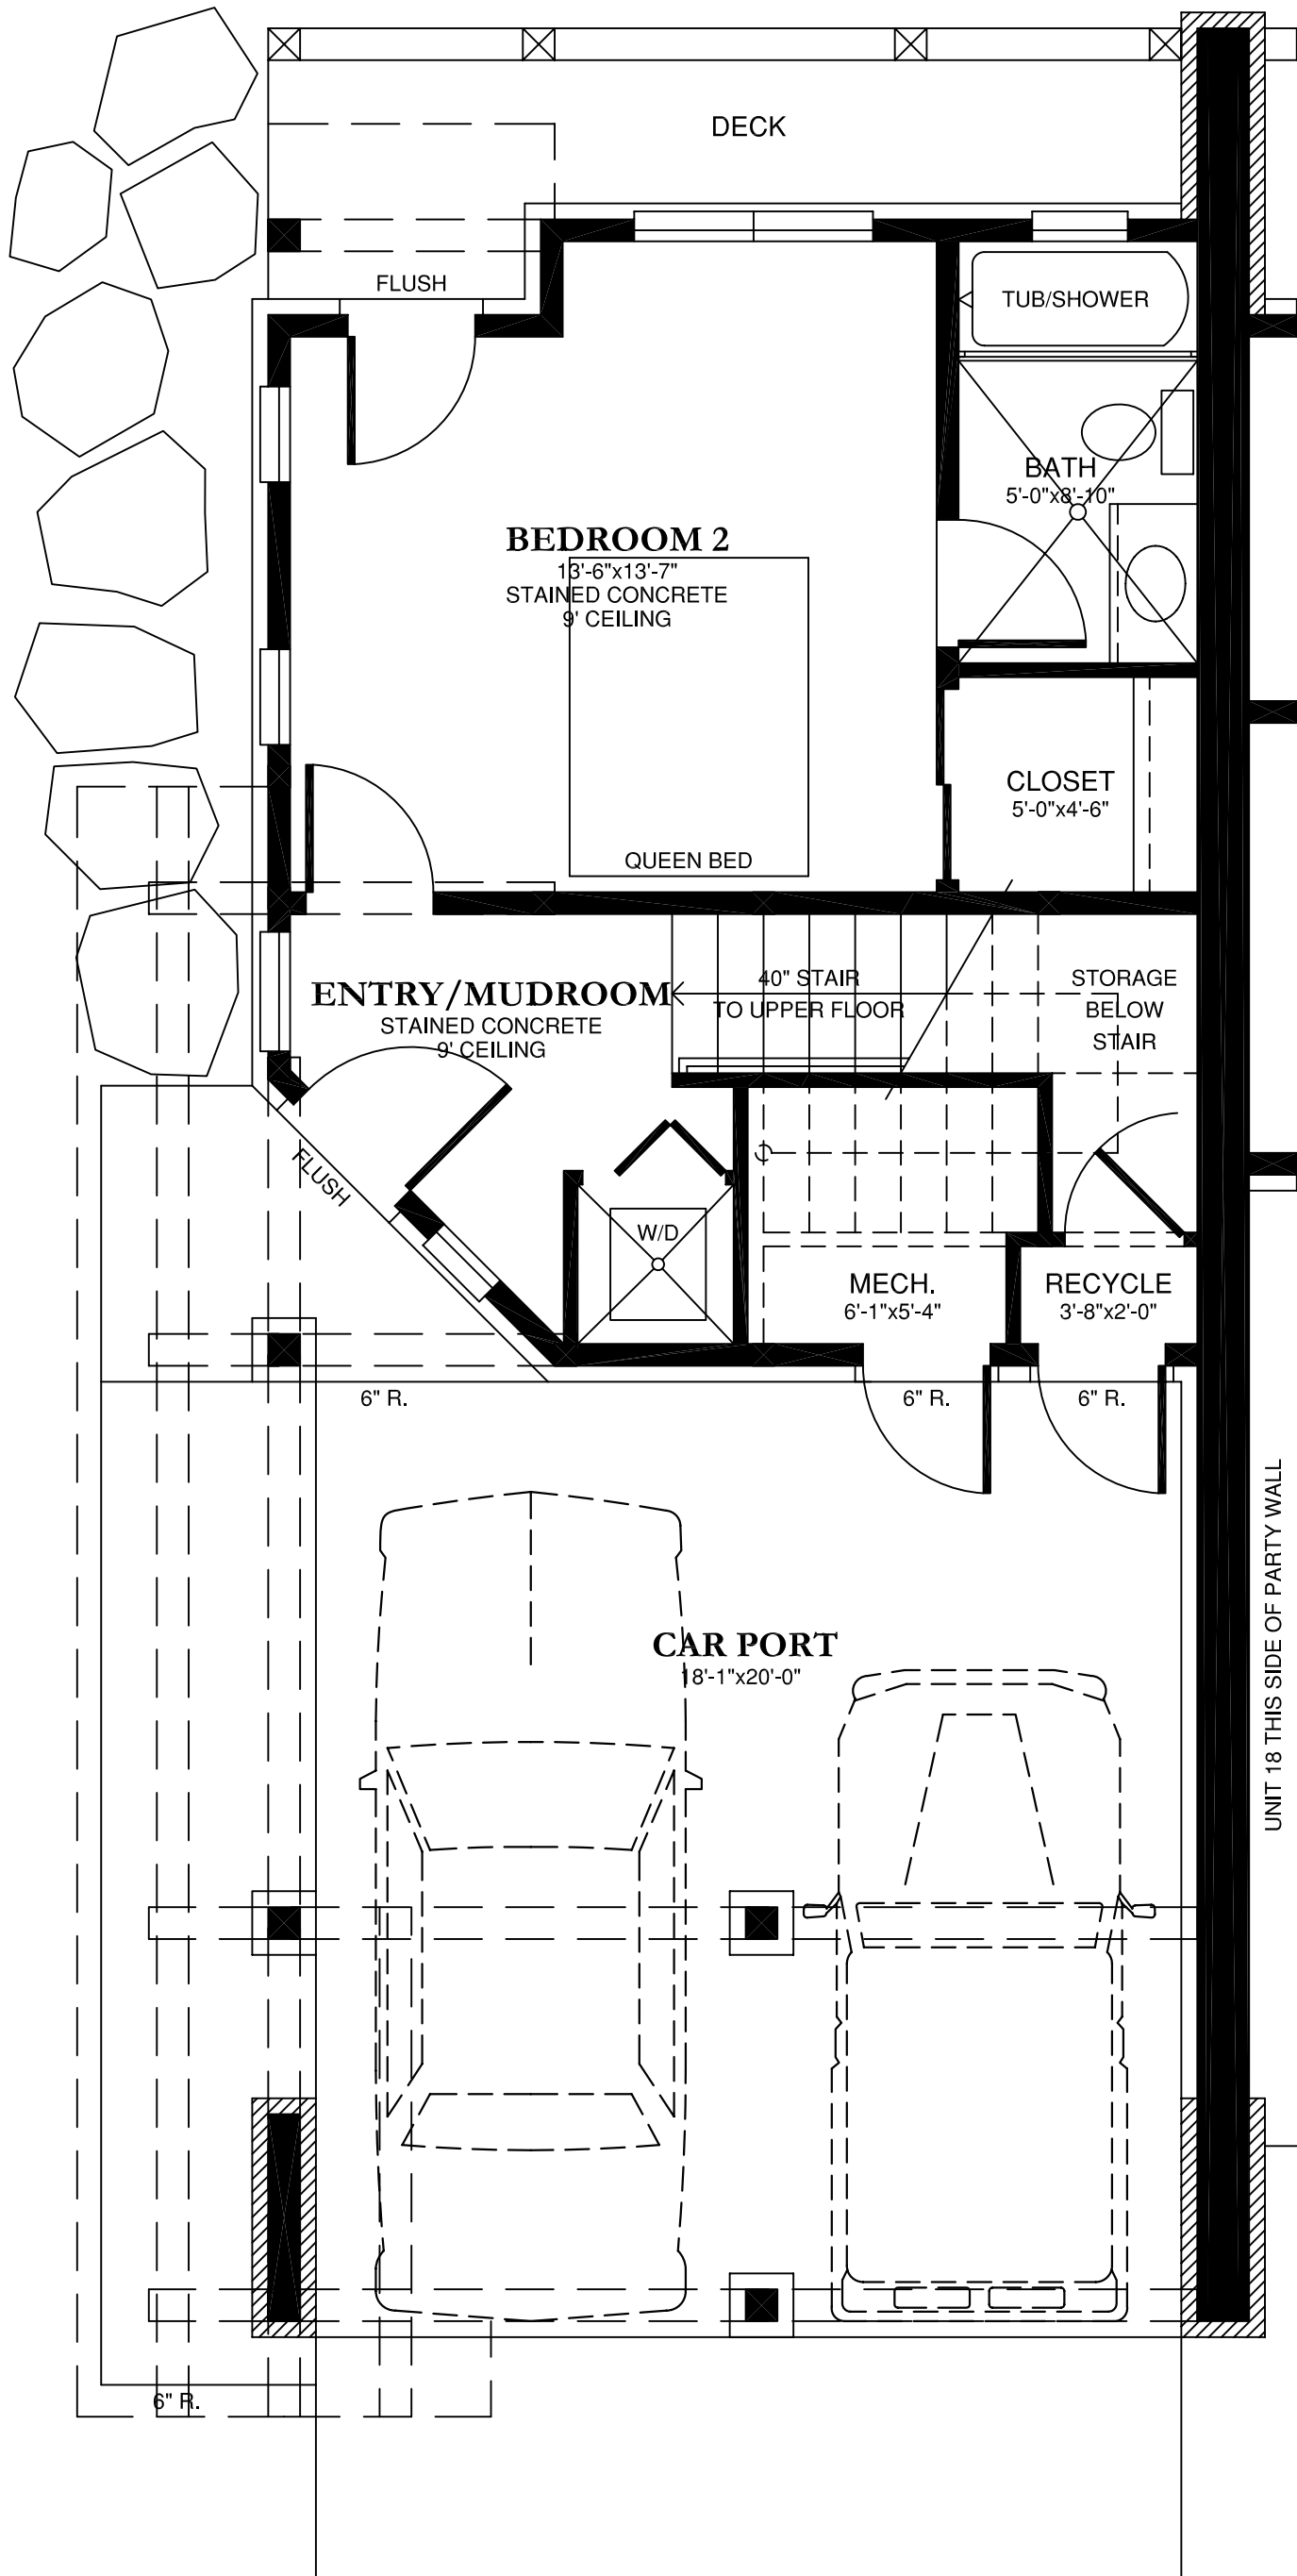 DECK
FLUSH
TUB/SHOWER
BATH
5'-0"x8'-10"
BEDROOM 2
13'-6"x13'-7"
STAINED CONCRETE
9' CEILING
CLOSET
5'-0"x4'-6"
QUEEN BED
ENTRY/MUDROOM
STAINED CONCRETE
9' CEILING
40" STAIR
TO UPPER FLOOR
STORAGE
BELOW
STAIR
FLUSH
W/D
MECH.
6'-1"x5'-4"
RECYCLE
3'-8"x2'-0"
6" R.
6" R.
6" R.
UNIT 18 THIS SIDE OF PARTY WALL
CAR PORT
18'-1"x20'-0"
6" R.